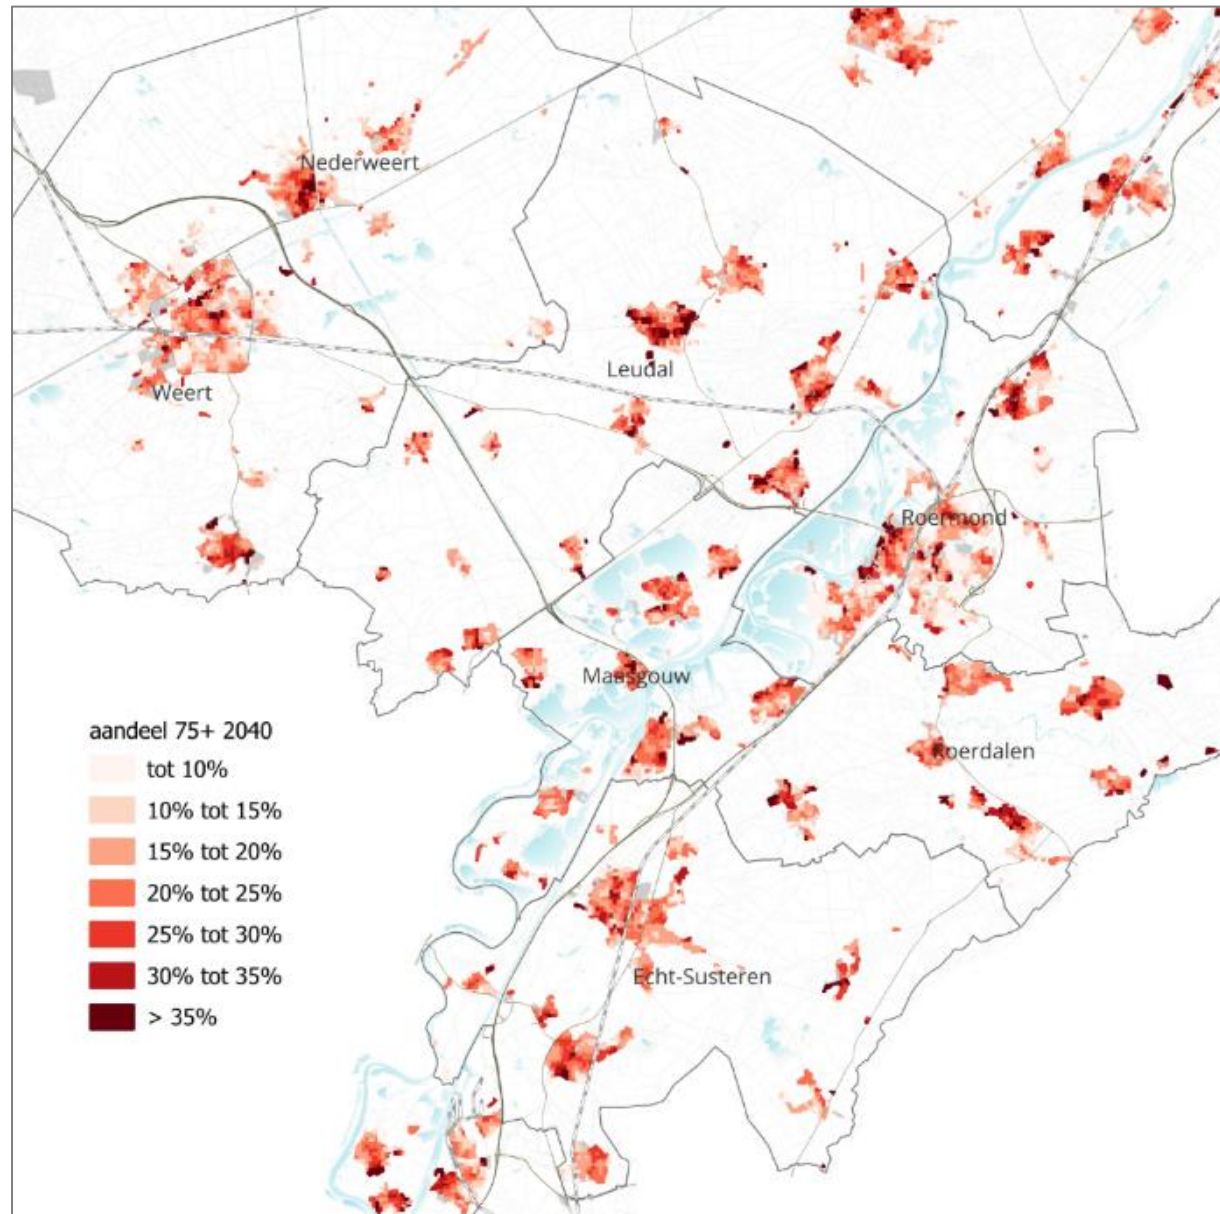 Nederweert
Weert
Leudal
Roermond
Maasgouw
Roerdalen
Echt-Susteren
aandeel 75+ 2040
tot 10%
10% tot 15%
15% tot 20%
20% tot 25%
25% tot 30%
30% tot 35%
> 35%